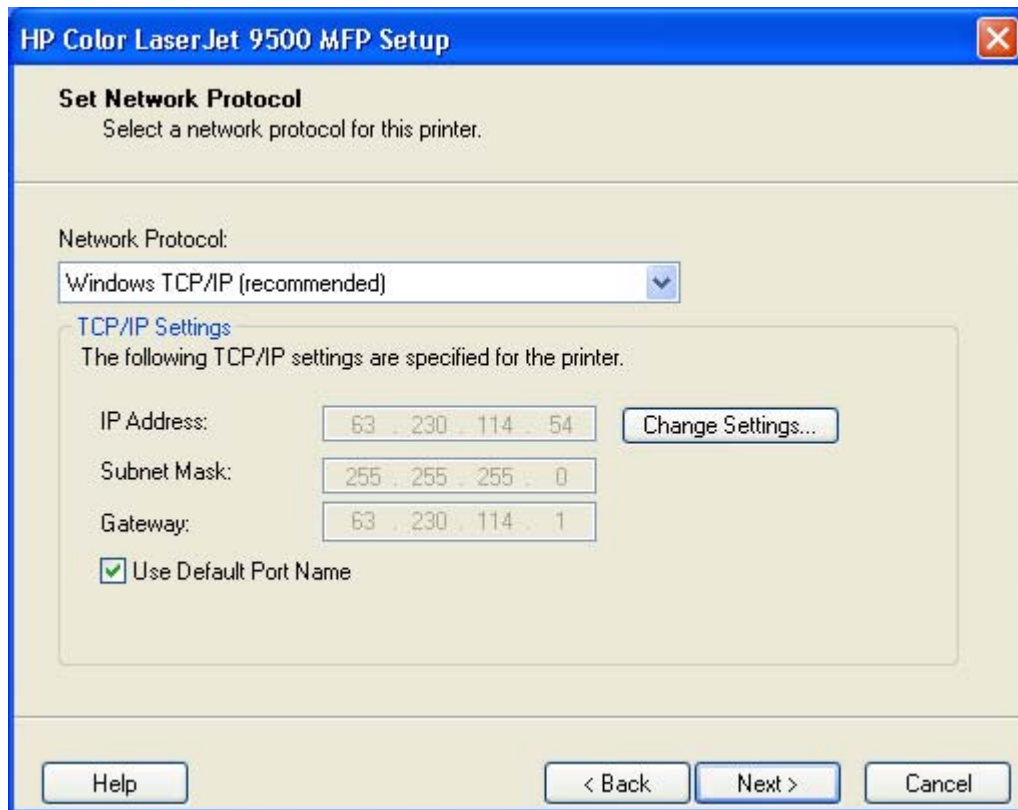 HP Color LaserJet 9500 MFP Setup
Set Network Protocol
Select a network protocol for this printer.
Network Protocol:
Windows TCP/IP (recommended)
TCP/IP Settings
The following TCP/IP settings are specified for the printer.
IP Address: 63 . 230 . 114 . 54 Change Settings...
Subnet Mask: 255 . 255 . 255 . 0
Gateway: 63 . 230 . 114 . 1
Use Default Port Name
Help < Back Next > Cancel